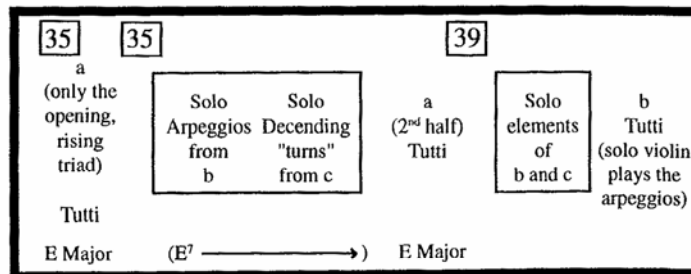 35
35
39
a
(only the
opening,
rising
triad)
Tutti
E Major
Solo
Arpeggios
from
b
Solo
Decending
"turns"
from c
(E⁷ ⟶ )
a
(2nd half)
Tutti
E Major
Solo
elements
of
b and c
b
Tutti
(solo violin
plays the
arpeggios)